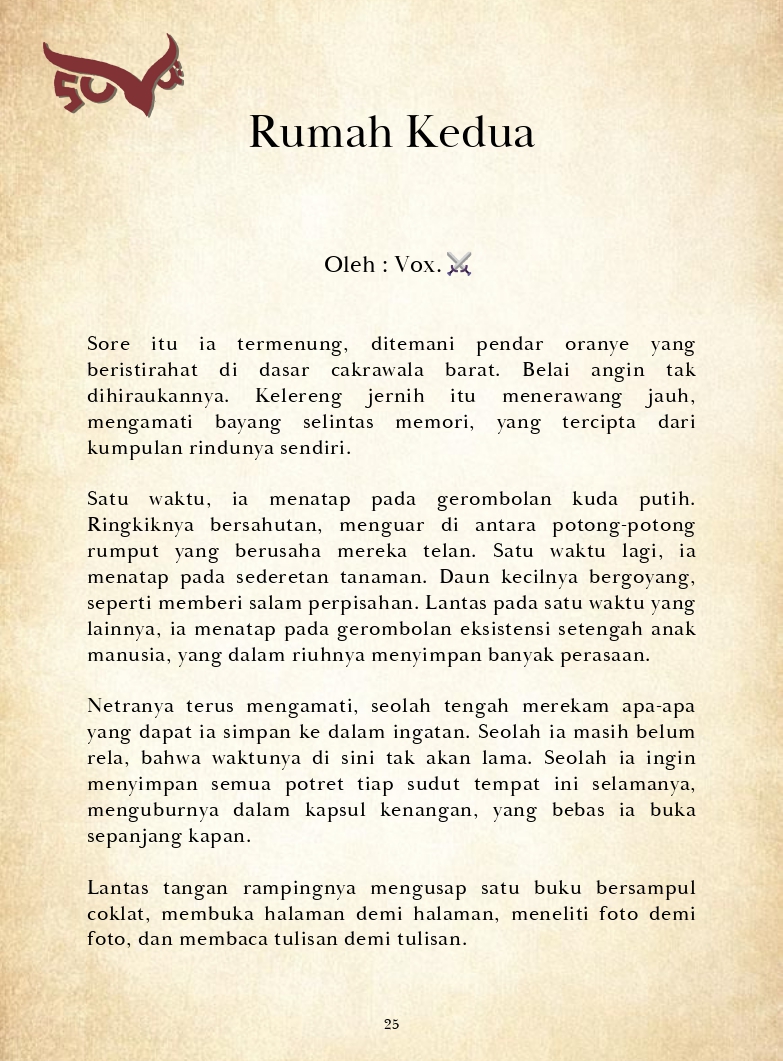 Rumah Kedua
Oleh : Vox.
Sore itu ia termenung, ditemani pendar oranye yang
beristirahat di dasar cakrawala barat. Belai angin tak
dihiraukannya. Kelereng jernih itu menerawang jauh,
mengamati bayang selintas memori, yang tercipta dari
kumpulan rindunya sendiri.
Satu waktu, ia menatap pada gerombolan kuda putih.
Ringkiknya bersahutan, menguar di antara potong-potong
rumput yang berusaha mereka telan. Satu waktu lagi, ia
menatap pada sederetan tanaman. Daun kecilnya bergoyang,
seperti memberi salam perpisahan. Lantas pada satu waktu yang
lainnya, ia menatap pada gerombolan eksistensi setengah anak
manusia, yang dalam riuhnya menyimpan banyak perasaan.
Netranya terus mengamati, seolah tengah merekam apa-apa
yang dapat ia simpan ke dalam ingatan. Seolah ia masih belum
rela, bahwa waktunya di sini tak akan lama. Seolah ia ingin
menyimpan semua potret tiap sudut tempat ini selamanya,
menguburnya dalam kapsul kenangan, yang bebas ia buka
sepanjang kapan.
Lantas tangan rampingnya mengusap satu buku bersampul
coklat, membuka halaman demi halaman, meneliti foto demi
foto, dan membaca tulisan demi tulisan.
25